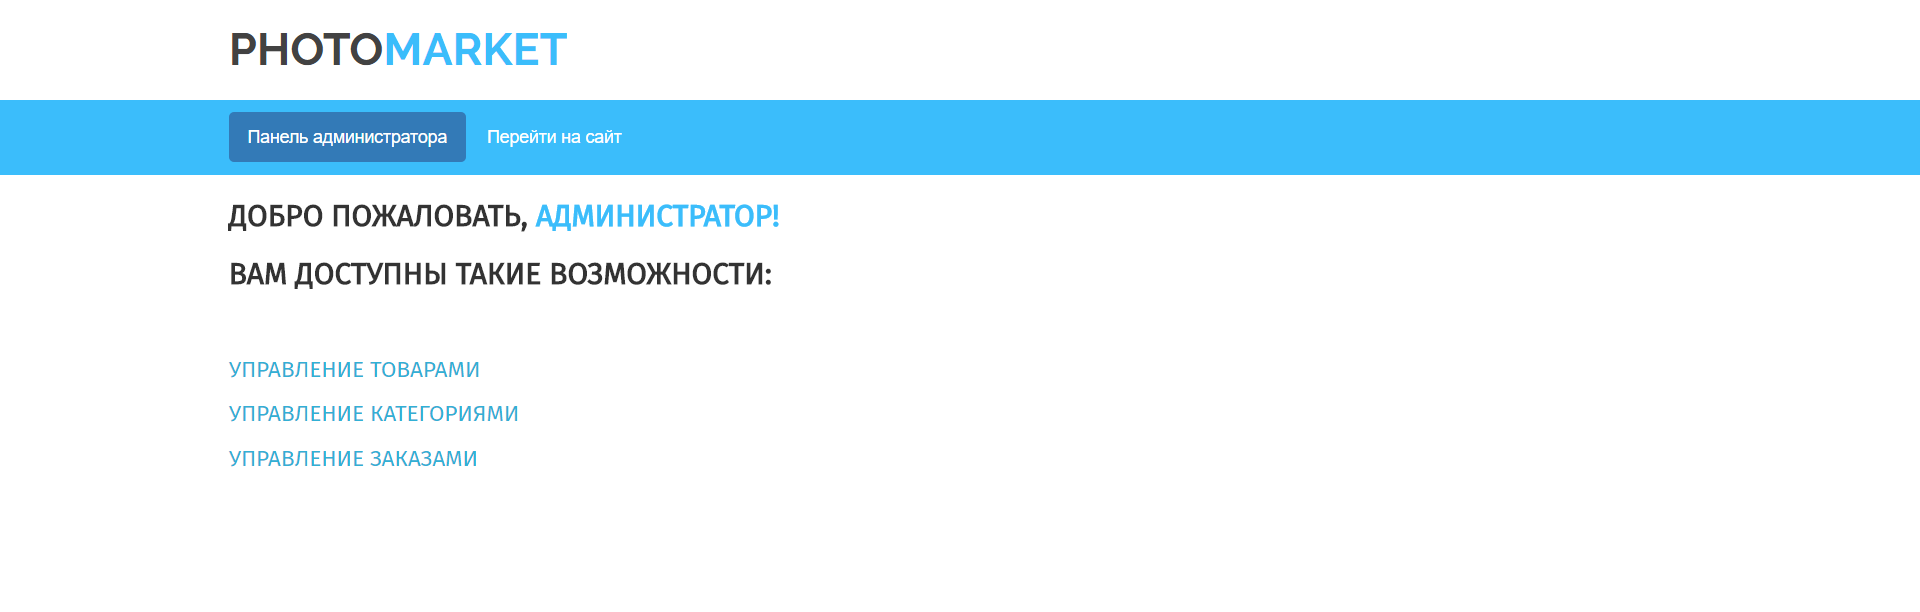 PHOTOMARKET
Панель администратора Перейти на сайт
ДОБРО ПОЖАЛОВАТЬ, АДМИНИСТРАТОР!
ВАМ ДОСТУПНЫ ТАКИЕ ВОЗМОЖНОСТИ:
УПРАВЛЕНИЕ ТОВАРАМИ
УПРАВЛЕНИЕ КАТЕГОРИЯМИ
УПРАВЛЕНИЕ ЗАКАЗАМИ